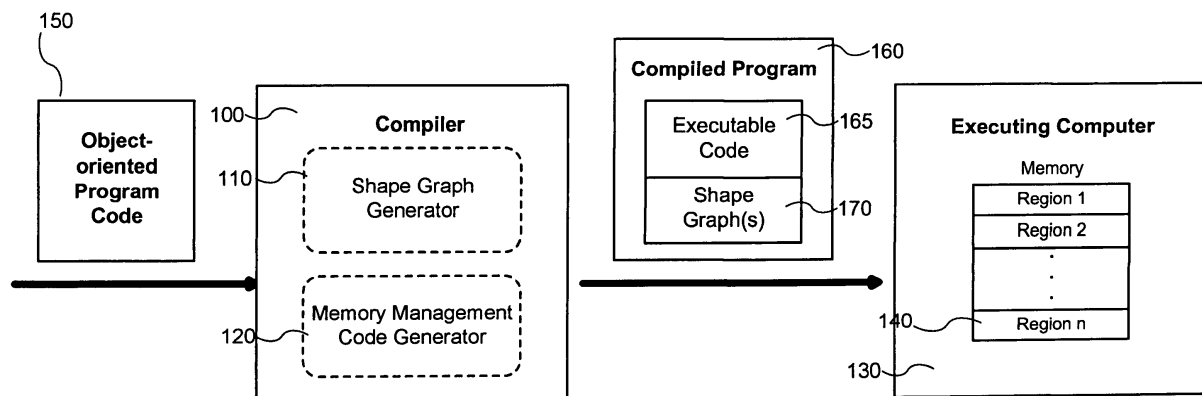 150
Object-
oriented
Program
Code
100
Compiler
110
Shape Graph
Generator
120
Memory Management
Code Generator
160
Compiled Program
Executable
Code
165
Shape
Graph(s)
170
Executing Computer
Memory
Region 1
Region 2
.
.
.
Region n
140
130